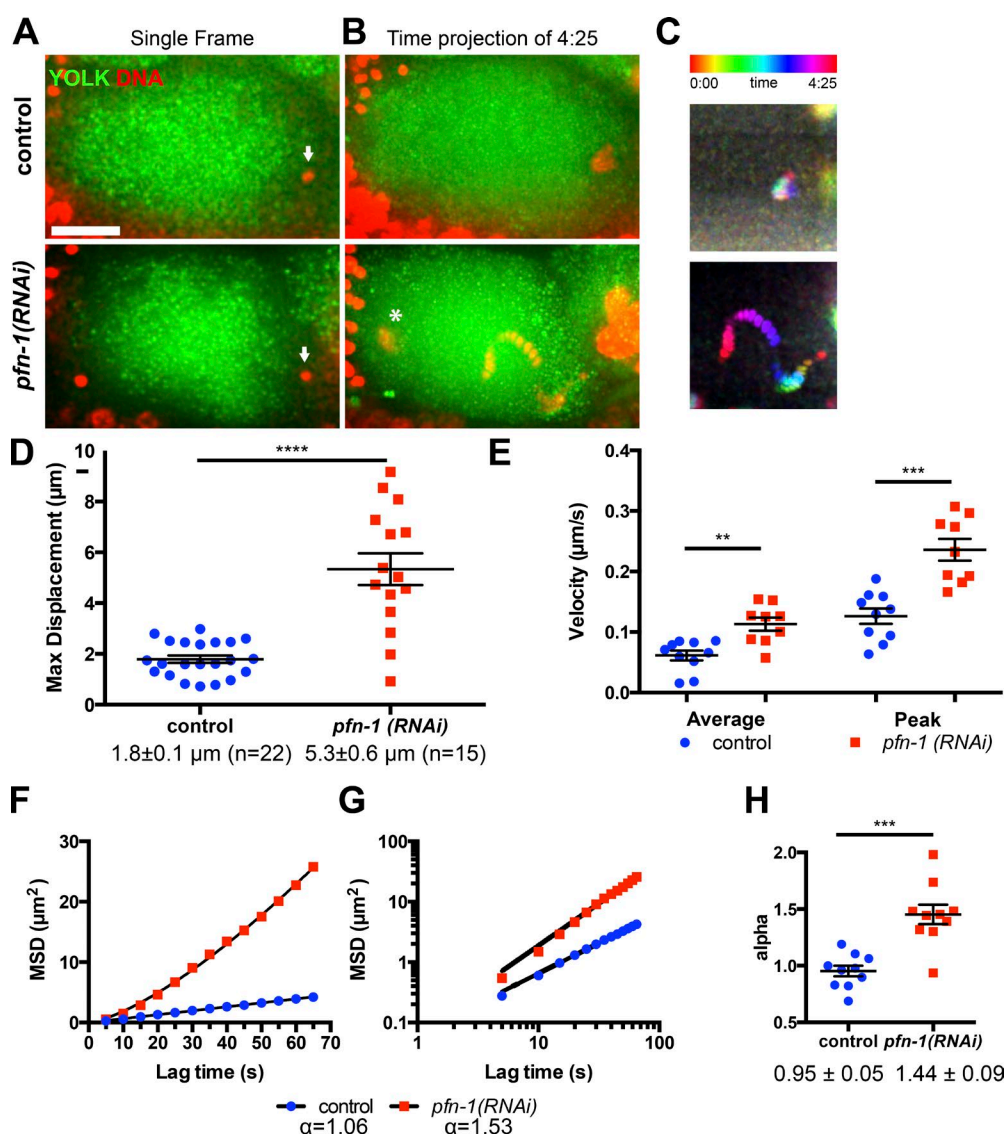 A
Single Frame
B
Time projection of 4:25
C
YOLK DNA
0:00 time 4:25
control
pfn-1(RNAi)
*
D
Max Displacement (µm)
10
8
6
4
2
0
****
control
pfn-1 (RNAi)
1.8±0.1 µm (n=22)
5.3±0.6 µm (n=15)
E
Velocity (µm/s)
0.4
0.3
0.2
0.1
0.0
**
***
Average
Peak
control
pfn-1 (RNAi)
F
MSD (µm²)
30
20
10
0
0 10 20 30 40 50 60 70
Lag time (s)
G
MSD (µm²)
100
10
1
0.1
1 10 100
Lag time (s)
control
α=1.06
pfn-1(RNAi)
α=1.53
H
alpha
2.0
1.5
1.0
0.5
***
control pfn-1(RNAi)
0.95 ± 0.05 1.44 ± 0.09